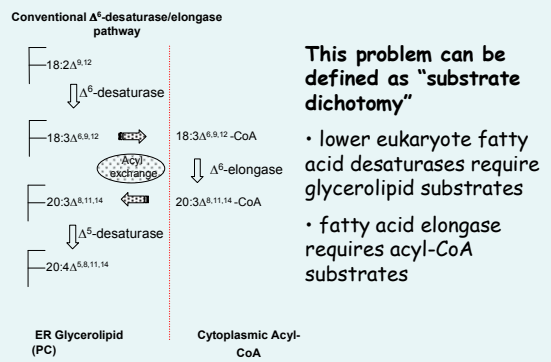 Conventional Δ⁶-desaturase/elongase
pathway
18:2Δ⁹,¹²
Δ⁶-desaturase
18:3Δ⁶,⁹,¹²
18:3Δ⁶,⁹,¹²-CoA
Acyl
exchange
Δ⁶-elongase
20:3Δ⁸,¹¹,¹⁴
20:3Δ⁸,¹¹,¹⁴-CoA
Δ⁵-desaturase
20:4Δ⁵,⁸,¹¹,¹⁴
ER Glycerolipid
(PC)
Cytoplasmic Acyl-
CoA
This problem can be
defined as “substrate
dichotomy”
• lower eukaryote fatty
acid desaturases require
glycerolipid substrates
• fatty acid elongase
requires acyl-CoA
substrates